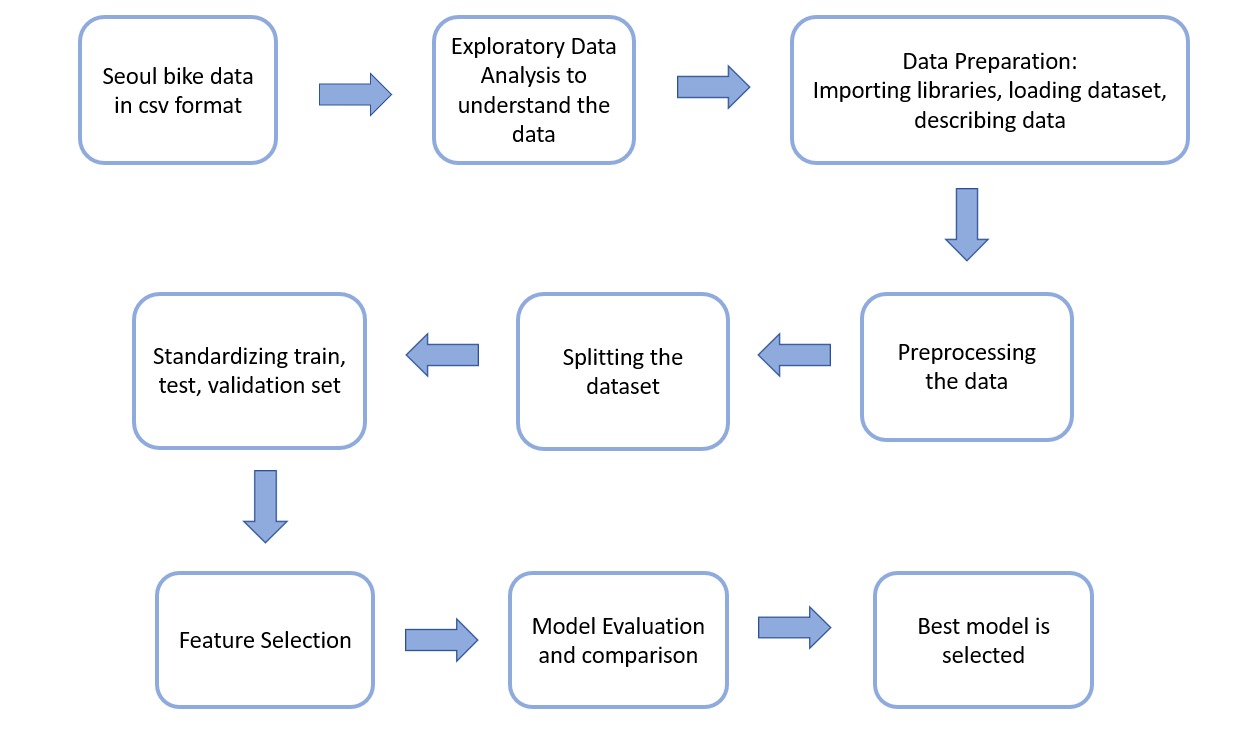 Seoul bike data
in csv format
Exploratory Data
Analysis to
understand the
data
Data Preparation:
Importing libraries, loading dataset,
describing data
Preprocessing
the data
Splitting the
dataset
Standardizing train,
test, validation set
Feature Selection
Model Evaluation
and comparison
Best model is
selected